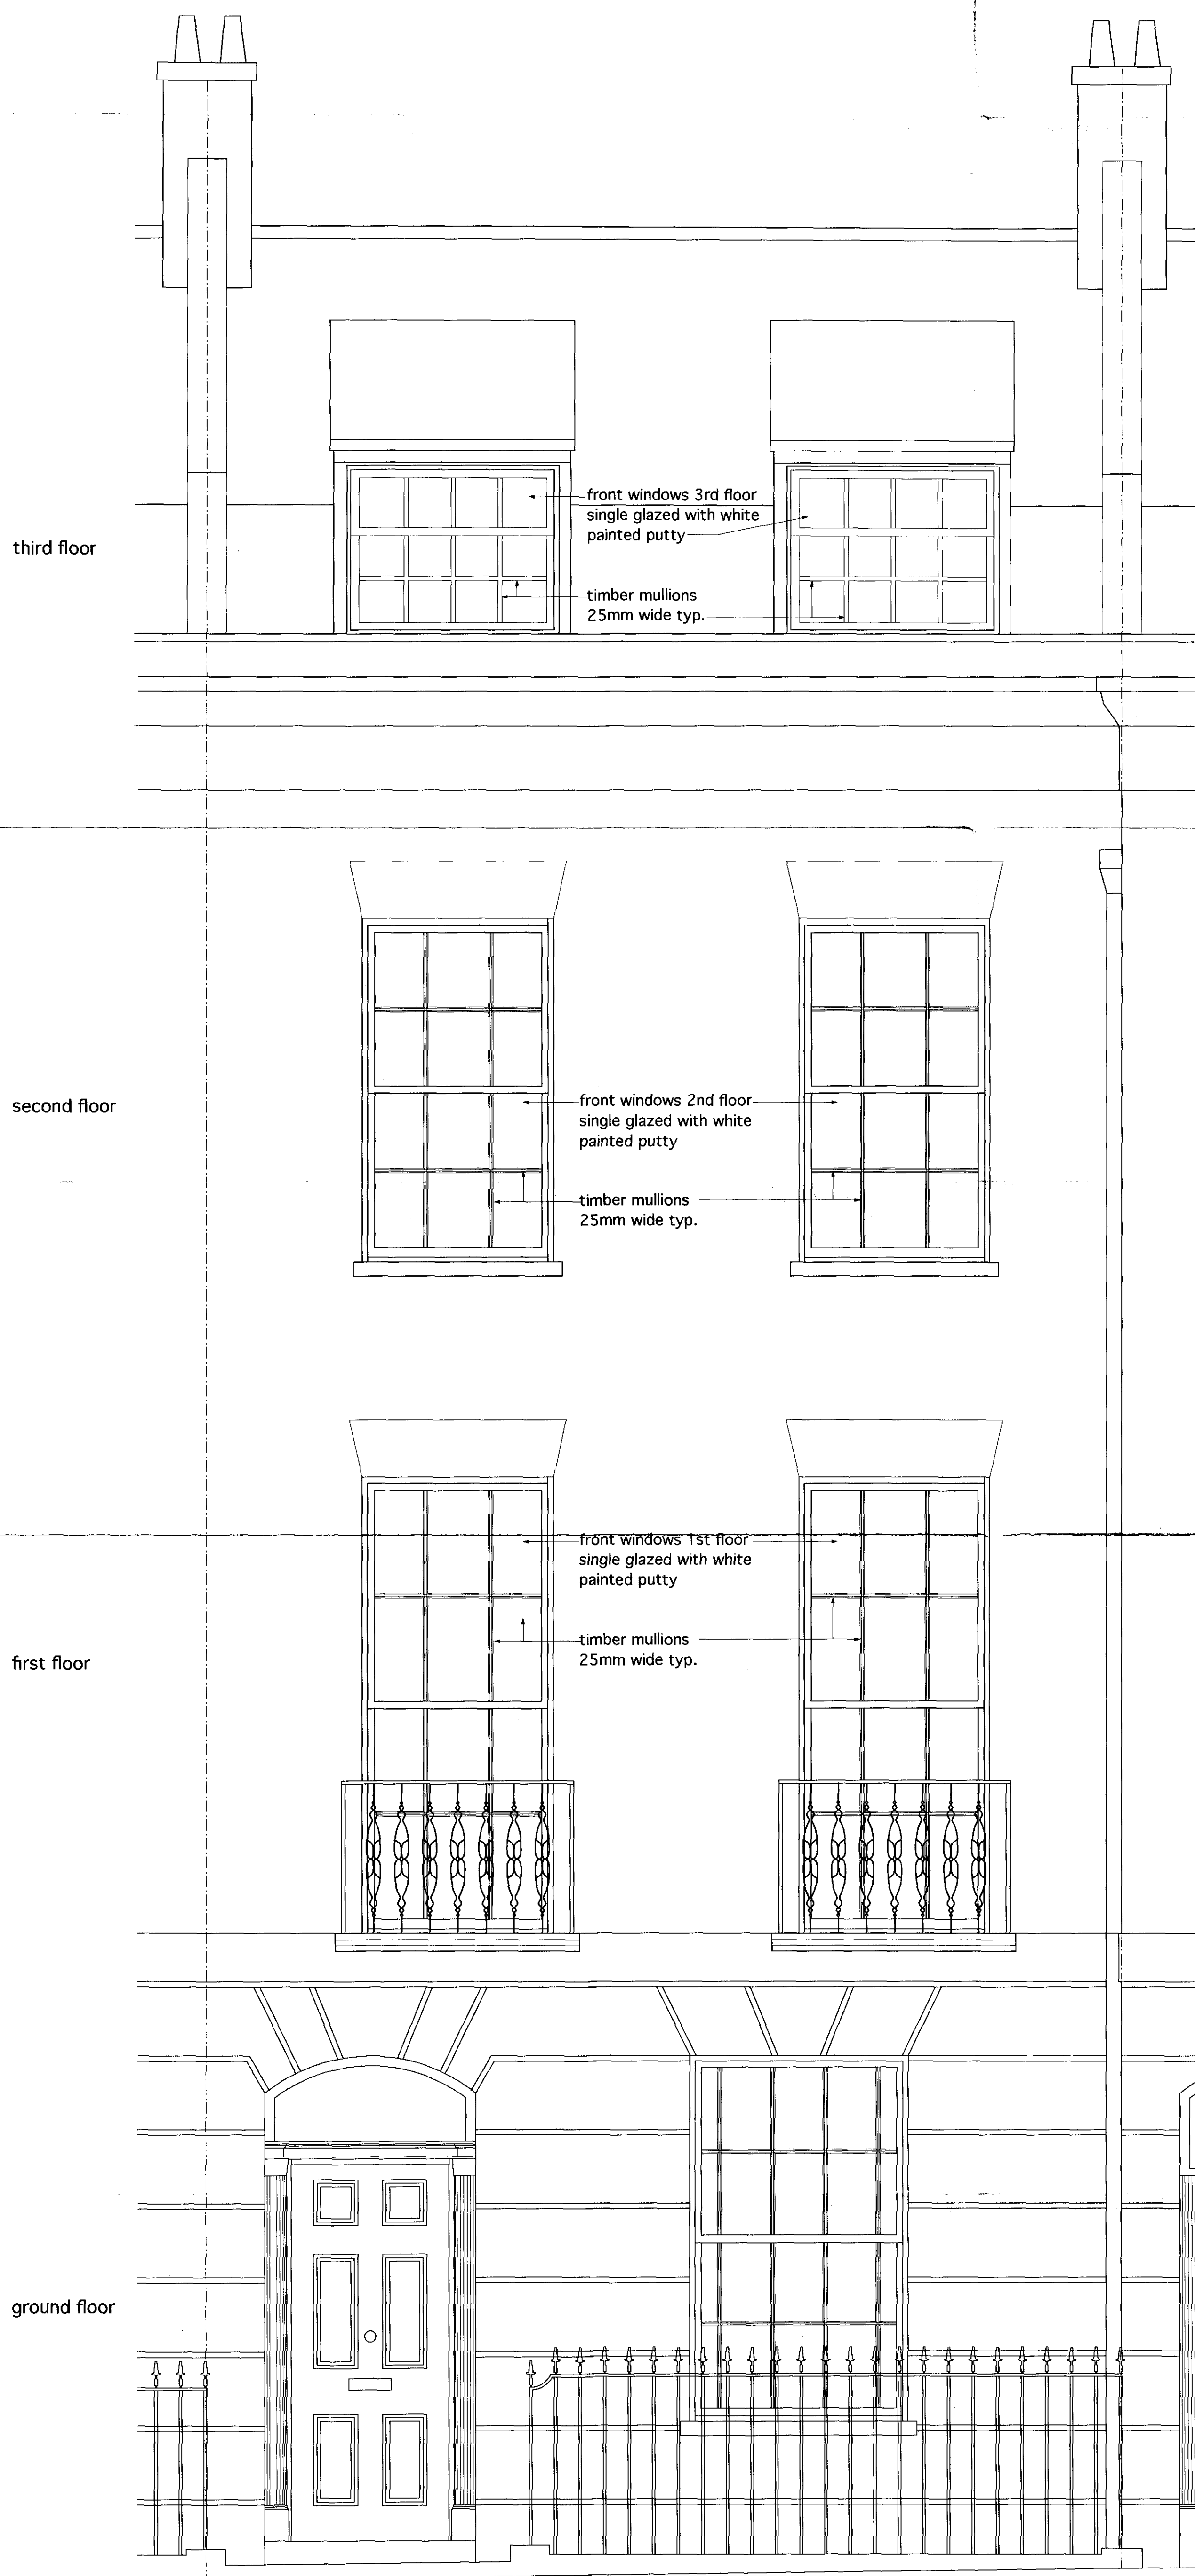 front windows 3rd floor
single glazed with white
painted putty
third floor
timber mullions
25mm wide typ.
second floor
front windows 2nd floor
single glazed with white
painted putty
timber mullions
25mm wide typ.
front windows 1st floor
single glazed with white
painted putty
timber mullions
25mm wide typ.
first floor
ground floor